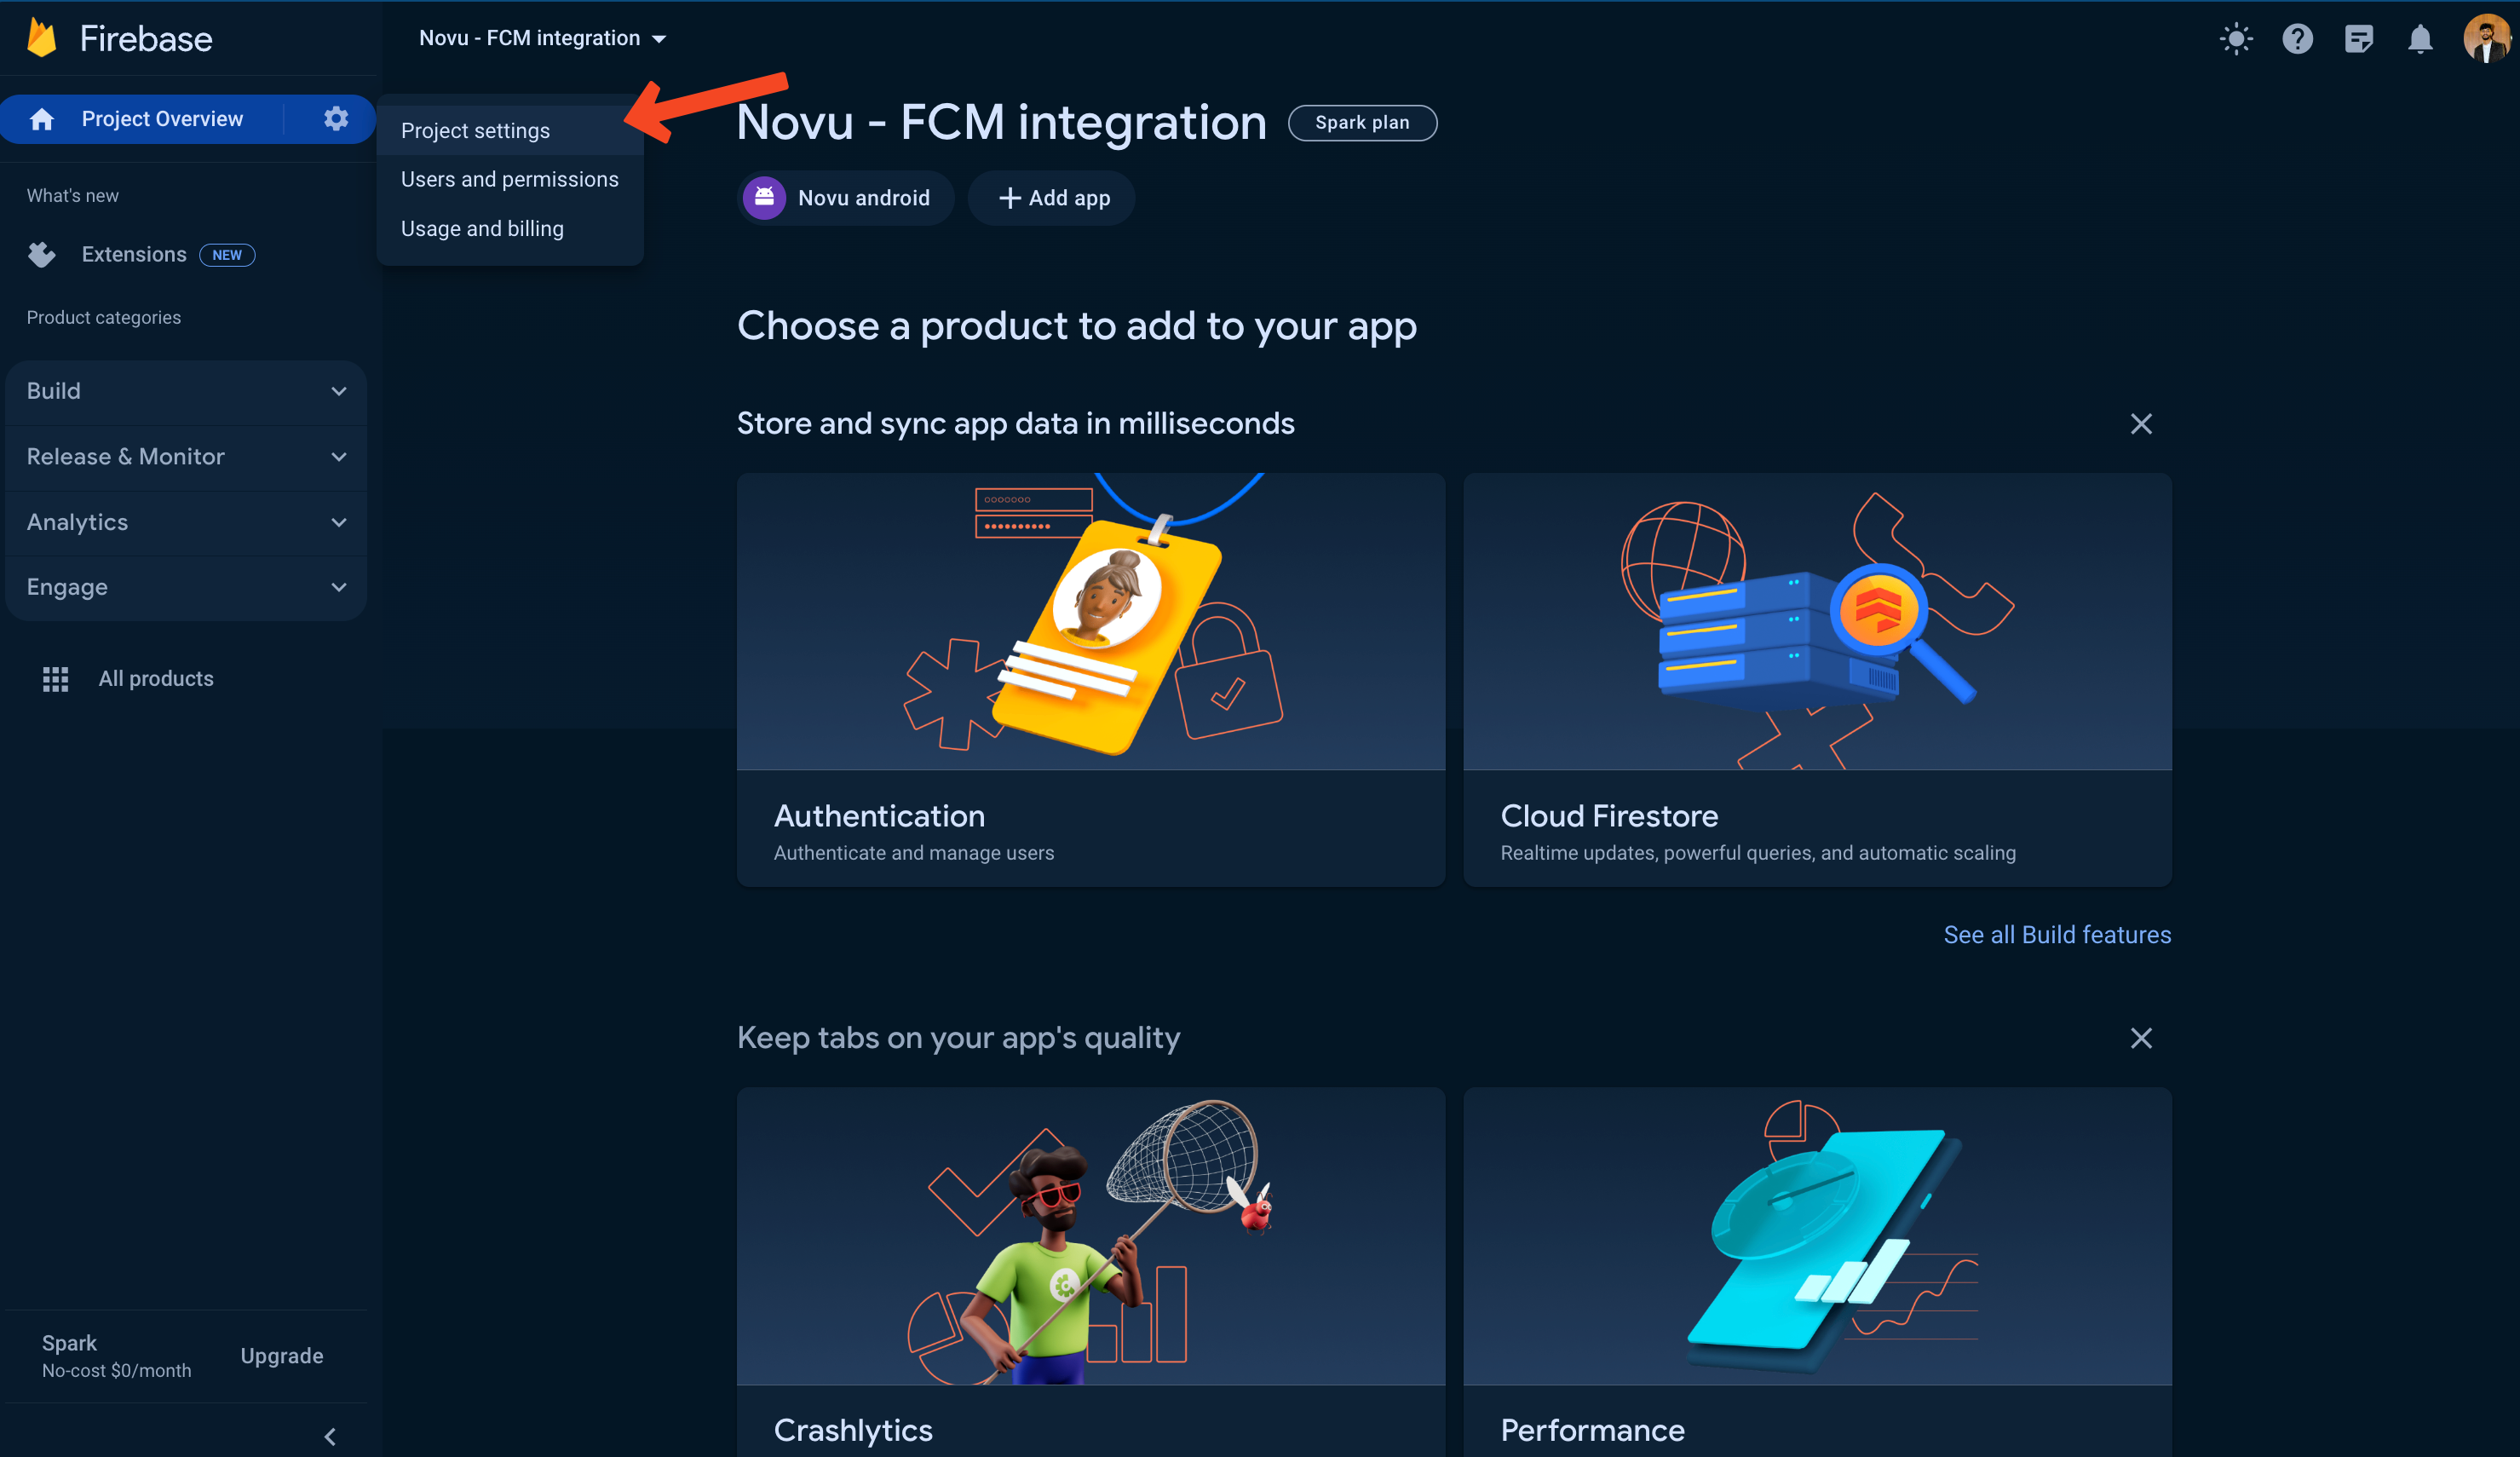 Firebase
Novu - FCM integration
Project Overview
Project settings
Users and permissions
Usage and billing
What's new
Extensions NEW
Product categories
Build
Release & Monitor
Analytics
Engage
All products
Spark
No-cost $0/month
Upgrade
Novu - FCM integration Spark plan
Novu android
Add app
Choose a product to add to your app
Store and sync app data in milliseconds
Authentication
Authenticate and manage users
Cloud Firestore
Realtime updates, powerful queries, and automatic scaling
See all Build features
Keep tabs on your app's quality
Crashlytics
Performance